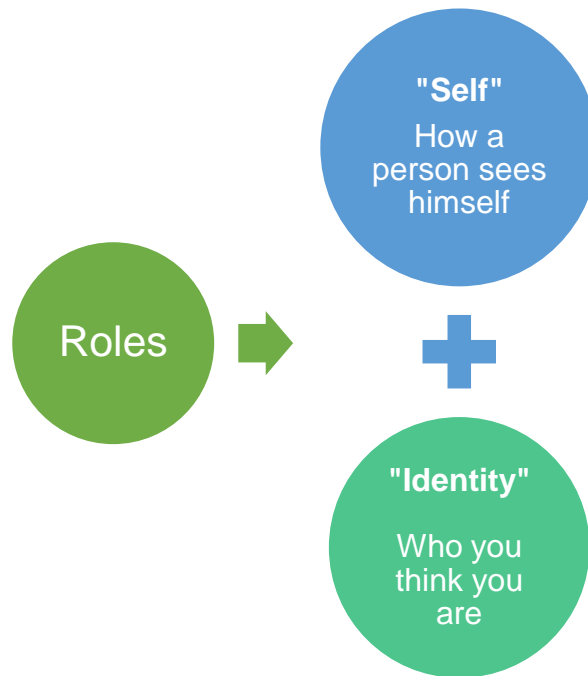 "Self"
How a
person sees
himself
Roles
"Identity"
Who you
think you
are